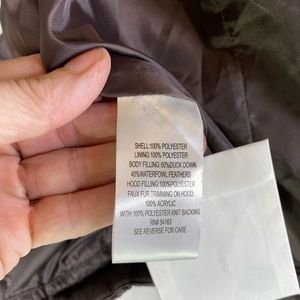 SHELL:100% POLYESTER
LINING:100% POLYESTER
BODY FILLING: 60%DUCK DOWN
40%WATERFOWL FEATHERS
HOOD FILLING:100%POLYESTER
FAUX FUR TRIMMING ON HOOD:
100% ACRYLIC
WITH 100% POLYESTER KNIT BACKING
RN# 54163
SEE REVERSE FOR CARE